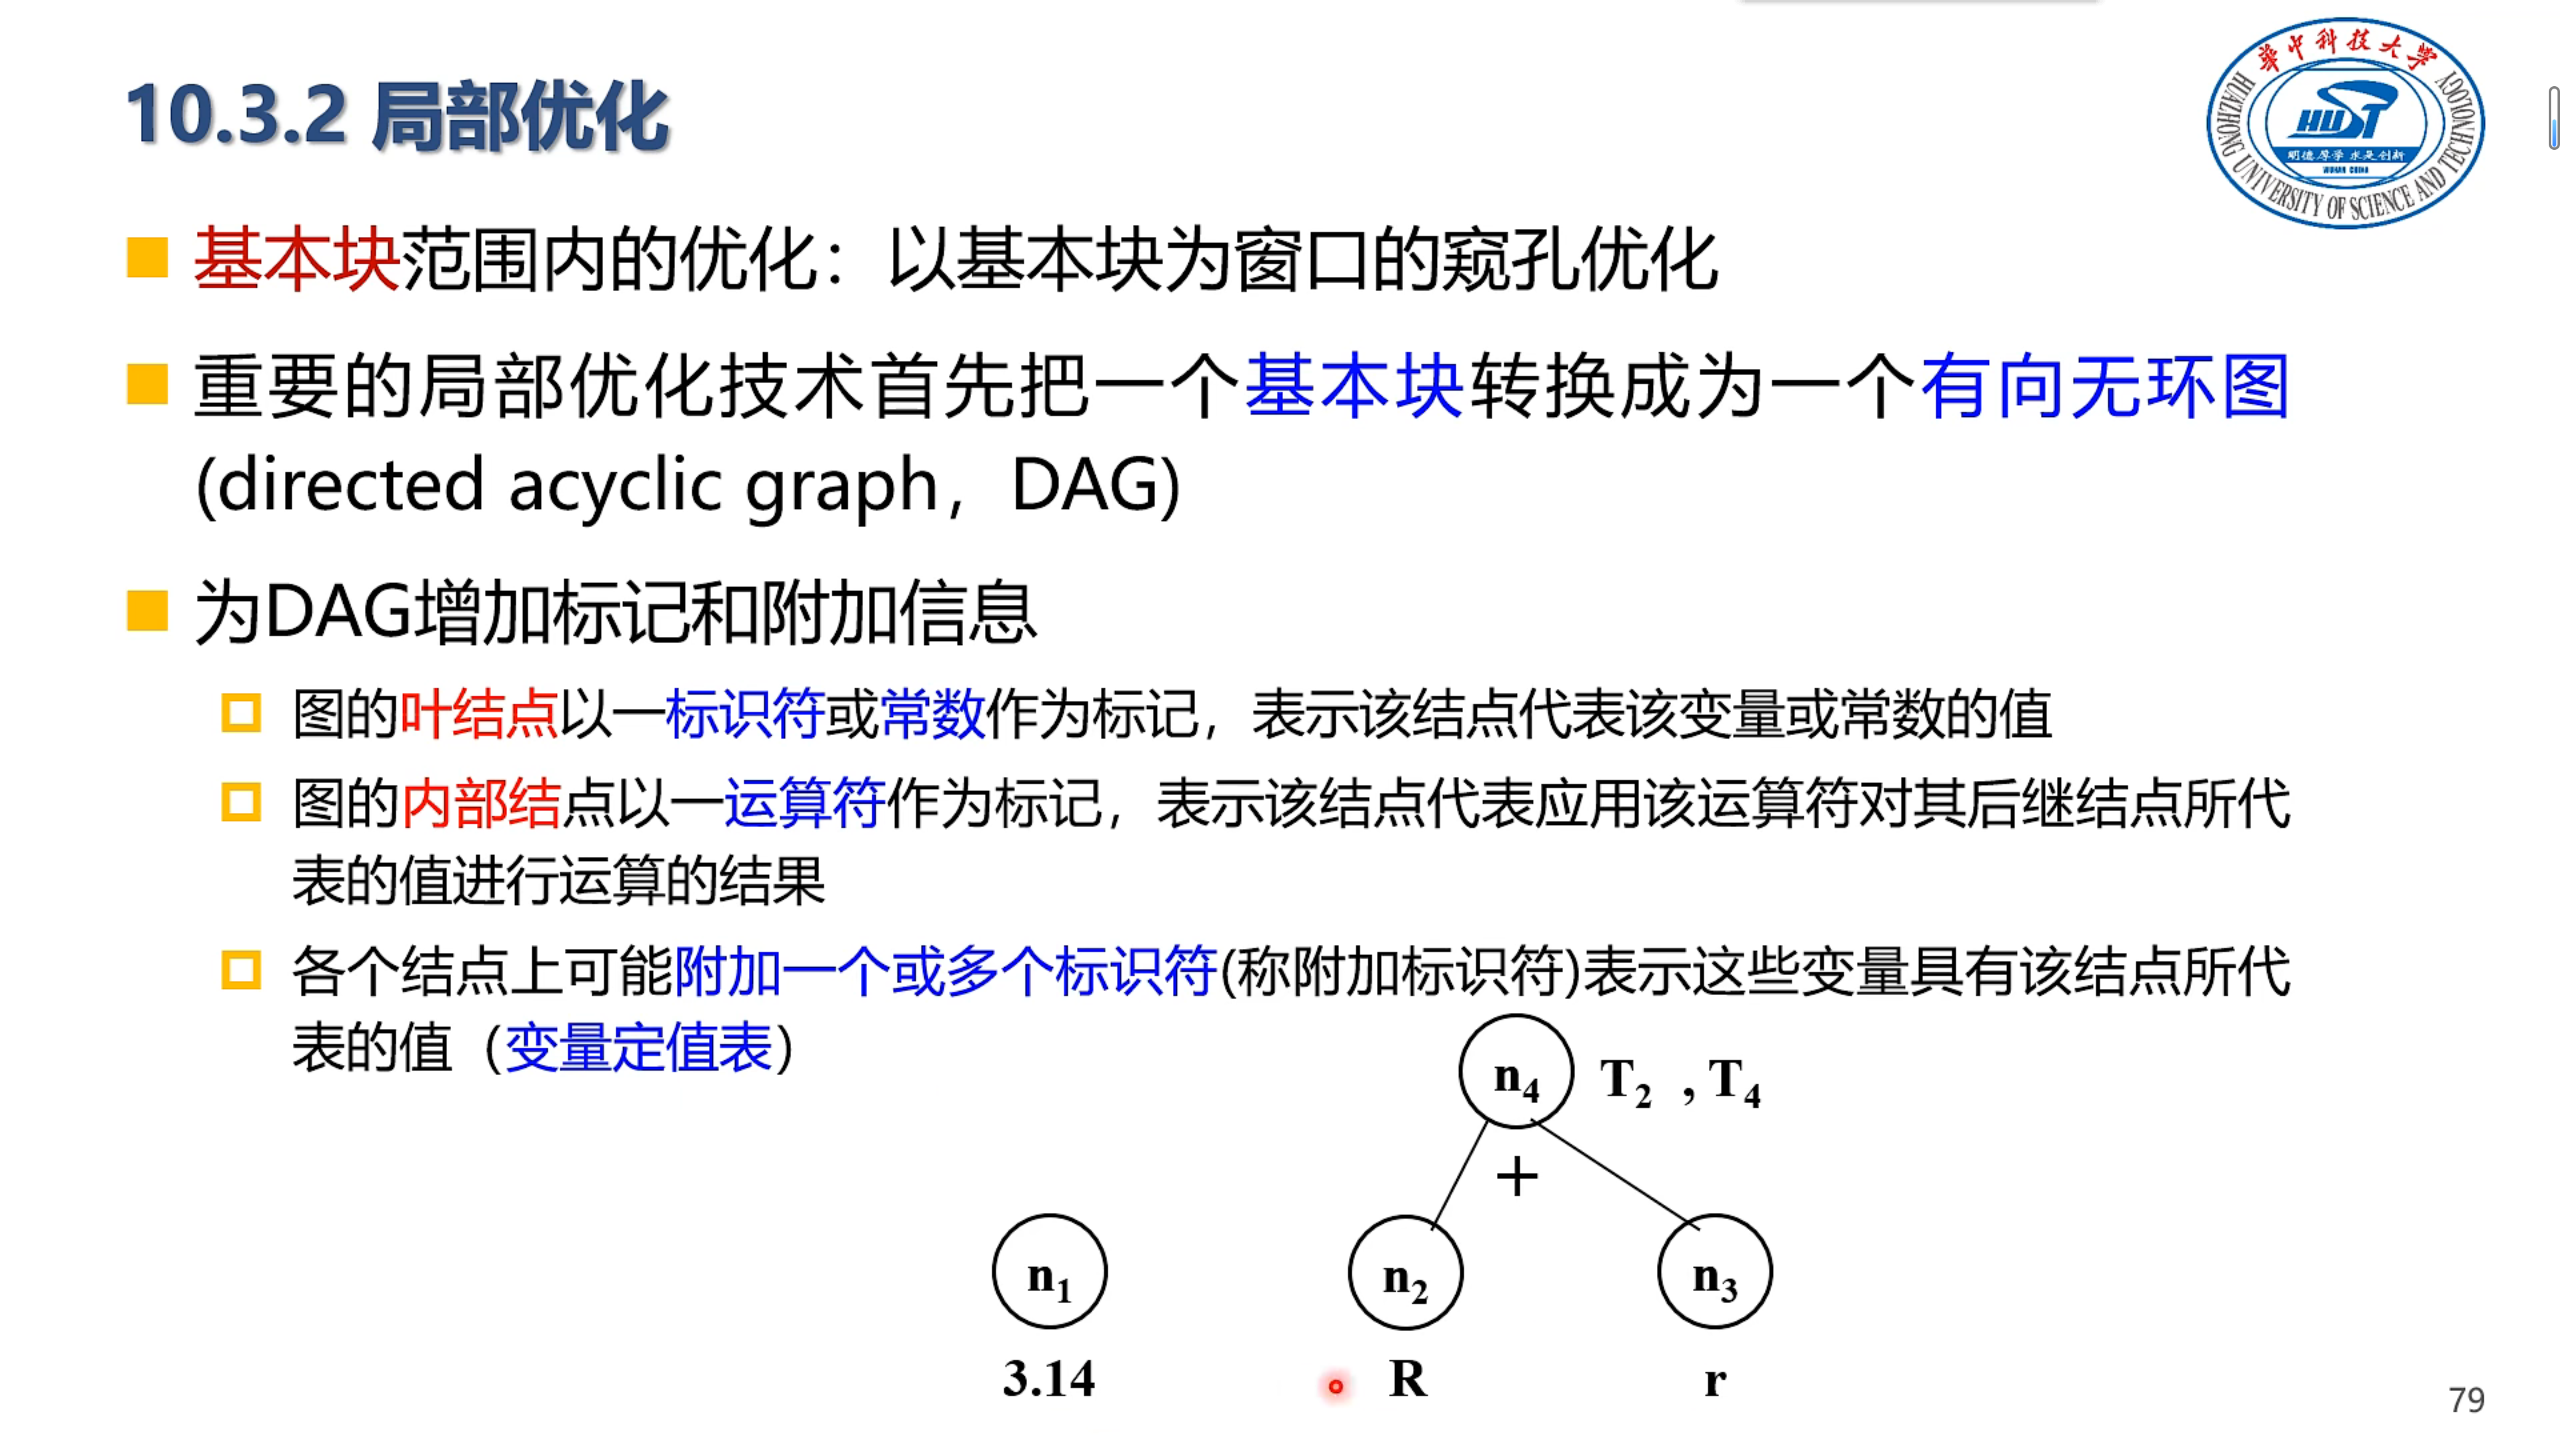 10.3.2 局部优化
華中科技大学
HUAZHONG UNIVERSITY OF SCIENCE AND TECHNOLOGY
HUST
明德厚学 求是创新
WUHAN CHINA
基本块范围内的优化：以基本块为窗口的窥孔优化
重要的局部优化技术首先把一个基本块转换成为一个有向无环图
(directed acyclic graph，DAG)
为DAG增加标记和附加信息
图的叶结点以一标识符或常数作为标记，表示该结点代表该变量或常数的值
图的内部结点以一运算符作为标记，表示该结点代表应用该运算符对其后继结点所代
表的值进行运算的结果
各个结点上可能附加一个或多个标识符(称附加标识符)表示这些变量具有该结点所代
表的值（变量定值表）
n₄ T₂ , T₄
+
n₁ n₂ n₃
3.14 R r
79